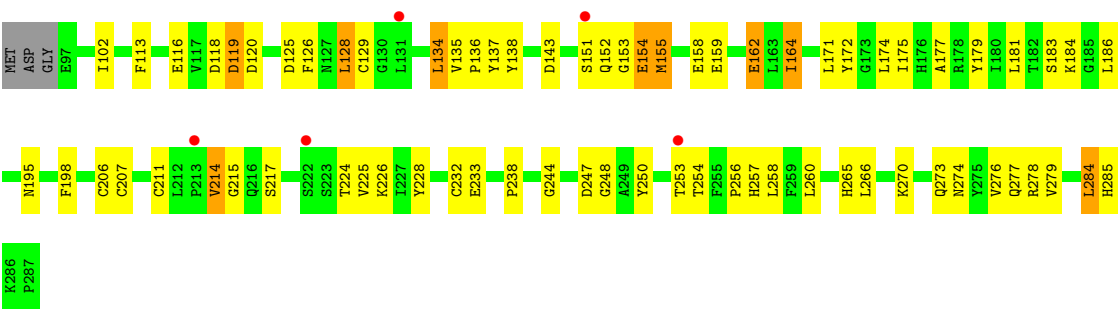 MET ASP GLY E97 I102 F113 E116 V117 D118 D119 D120 D125 F126 N127 L128 C129 G130 L131 L134 V135 P136 Y137 Y138 D143 S151 Q152 G153 E154 M155 E158 E159 E162 L163 I164 L171 Y172 G173 L174 I175 H176 A177 R178 Y179 I180 L181 T182 S183 K184 G185 L186
N195 F198 C206 C207 C211 L212 P213 V214 G215 Q216 S217 S222 S223 T224 V225 K226 I227 Y228 C232 E233 P238 G244 D247 G248 A249 Y250 T253 T254 F255 P256 H257 L258 F259 L260 H265 L266 K270 Q273 N274 Y275 V276 Q277 R278 V279 L284 H285
K286 P287